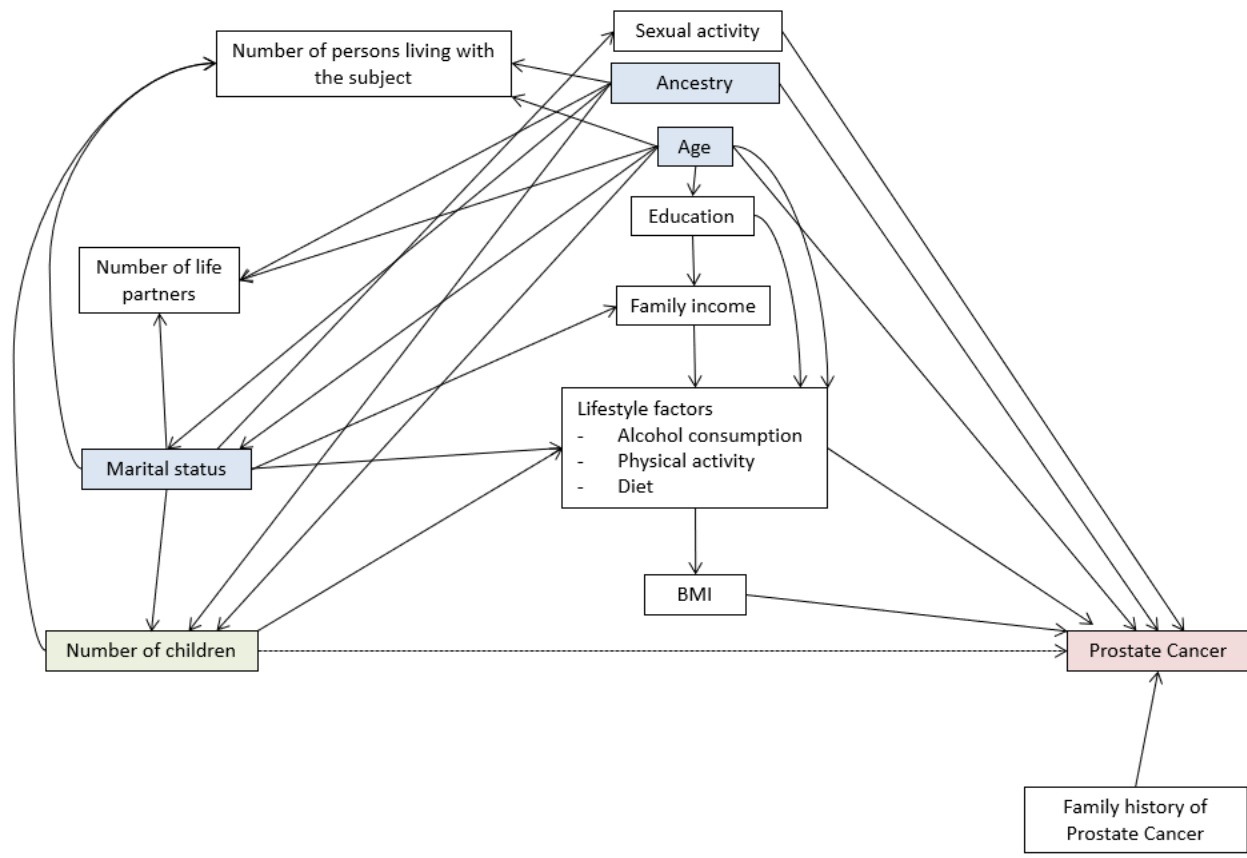 Sexual activity
Number of persons living with
the subject
Ancestry
Age
Education
Number of life
partners
Family income
Lifestyle factors
- Alcohol consumption
- Physical activity
- Diet
Marital status
BMI
Number of children
Prostate Cancer
Family history of
Prostate Cancer